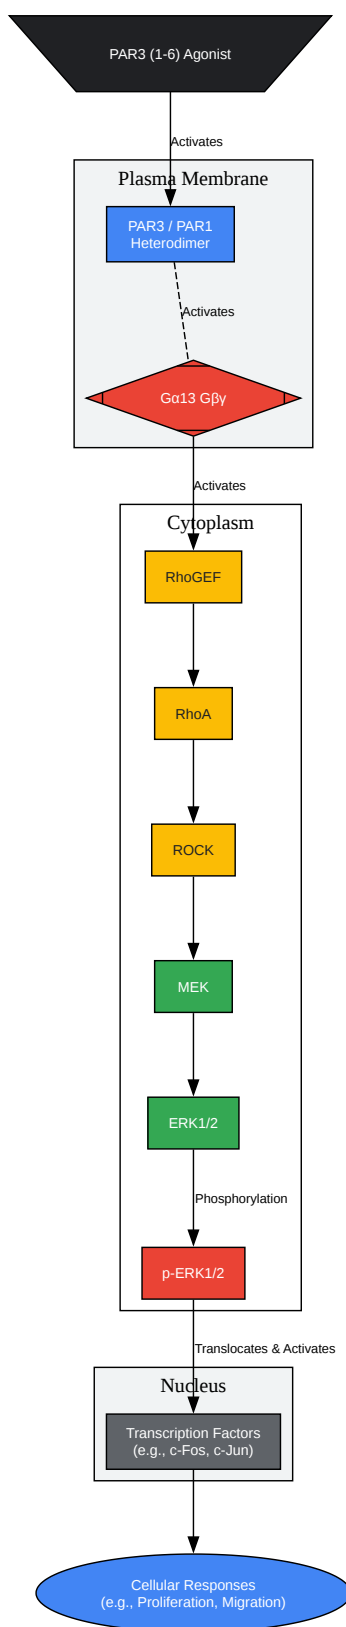 PAR3 (1-6) Agonist
Activates
Plasma Membrane
PAR3 / PAR1
Heterodimer
Activates
Gα13 Gβγ
Activates
Cytoplasm
RhoGEF
RhoA
ROCK
MEK
ERK1/2
Phosphorylation
p-ERK1/2
Translocates & Activates
Nucleus
Transcription Factors
(e.g., c-Fos, c-Jun)
Cellular Responses
(e.g., Proliferation, Migration)